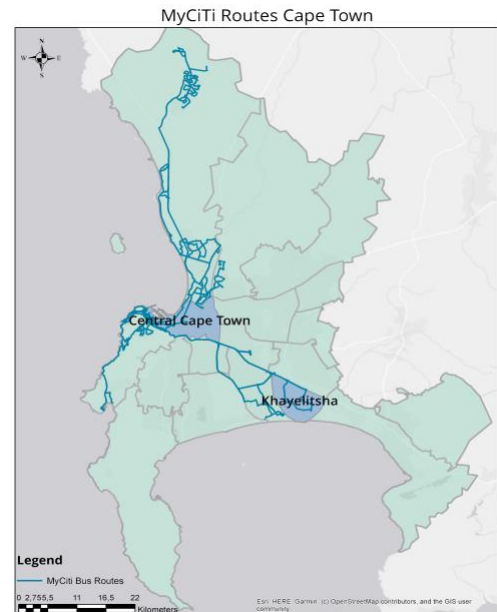 MyCiTi Routes Cape Town
N
W E
S
Central Cape Town
Khayelitsha
Legend
MyCiti Bus Routes
0 2,755,5 11 16,5 22
Kilometers
Esri, HERE, Garmin, (c) OpenStreetMap contributors, and the GIS user
community